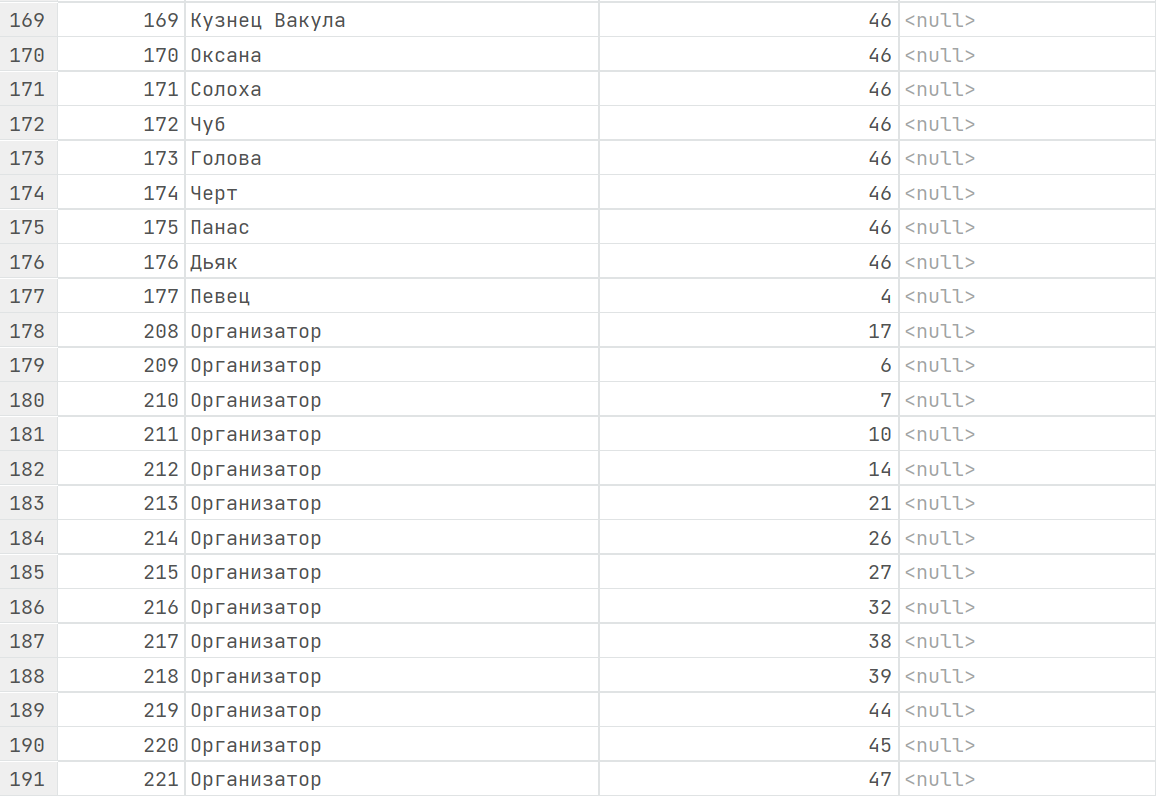 169 169 Кузнец Вакула 46 <null>
170 170 Оксана 46 <null>
171 171 Солоха 46 <null>
172 172 Чуб 46 <null>
173 173 Голова 46 <null>
174 174 Черт 46 <null>
175 175 Панас 46 <null>
176 176 Дьяк 46 <null>
177 177 Певец 4 <null>
178 208 Организатор 17 <null>
179 209 Организатор 6 <null>
180 210 Организатор 7 <null>
181 211 Организатор 10 <null>
182 212 Организатор 14 <null>
183 213 Организатор 21 <null>
184 214 Организатор 26 <null>
185 215 Организатор 27 <null>
186 216 Организатор 32 <null>
187 217 Организатор 38 <null>
188 218 Организатор 39 <null>
189 219 Организатор 44 <null>
190 220 Организатор 45 <null>
191 221 Организатор 47 <null>